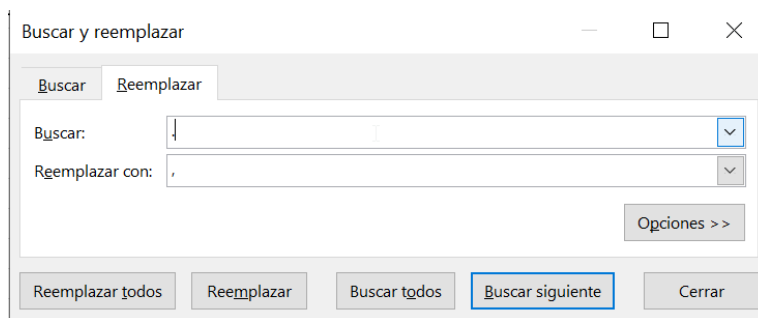 Buscar y reemplazar
Buscar Reemplazar
Buscar: .
Reemplazar con: ,
Opciones >>
Reemplazar todos Reemplazar Buscar todos Buscar siguiente Cerrar